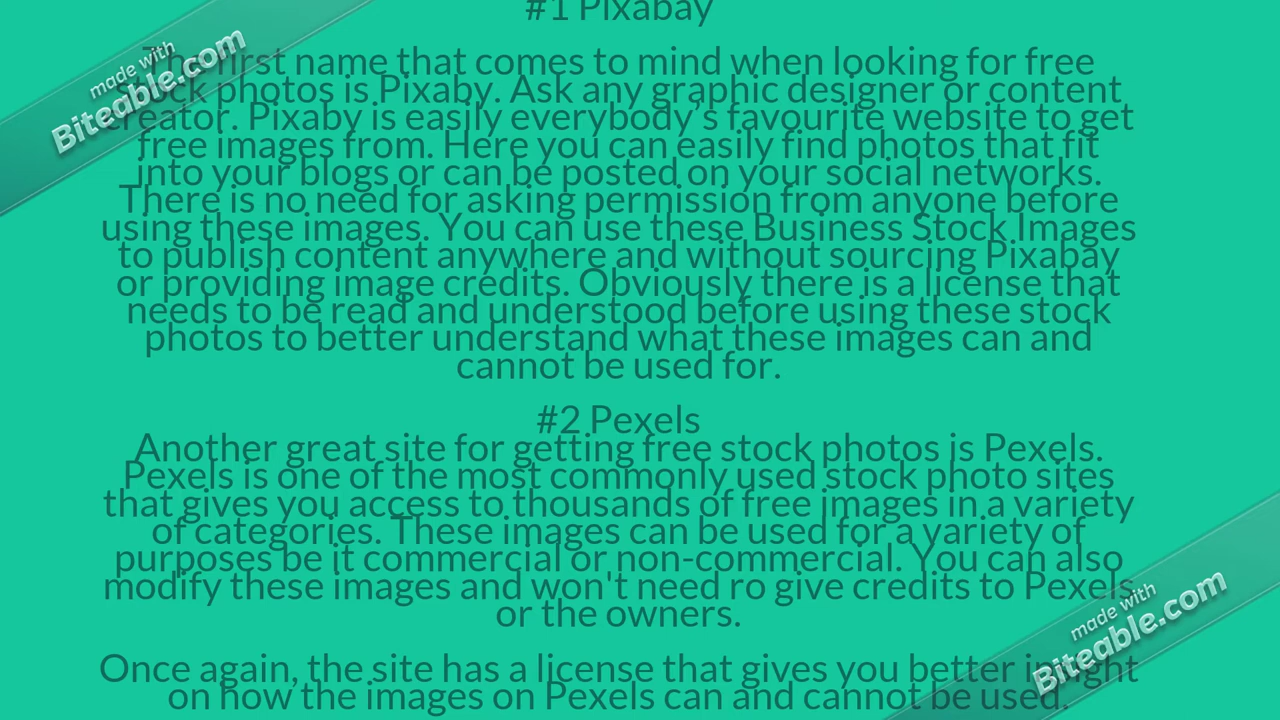 #1 Pixabay
The first name that comes to mind when looking for free
stock photos is Pixaby. Ask any graphic designer or content
creator. Pixaby is easily everybody's favourite website to get
free images from. Here you can easily find photos that fit
into your blogs or can be posted on your social networks.
There is no need for asking permission from anyone before
using these images. You can use these Business Stock Images
to publish content anywhere and without sourcing Pixabay
or providing image credits. Obviously there is a license that
needs to be read and understood before using these stock
photos to better understand what these images can and
cannot be used for.
#2 Pexels
Another great site for getting free stock photos is Pexels.
Pexels is one of the most commonly used stock photo sites
that gives you access to thousands of free images in a variety
of categories. These images can be used for a variety of
purposes be it commercial or non-commercial. You can also
modify these images and won't need ro give credits to Pexels
or the owners.
Once again, the site has a license that gives you better insight
on how the images on Pexels can and cannot be used.
made with
Biteable.com
made with
Biteable.com